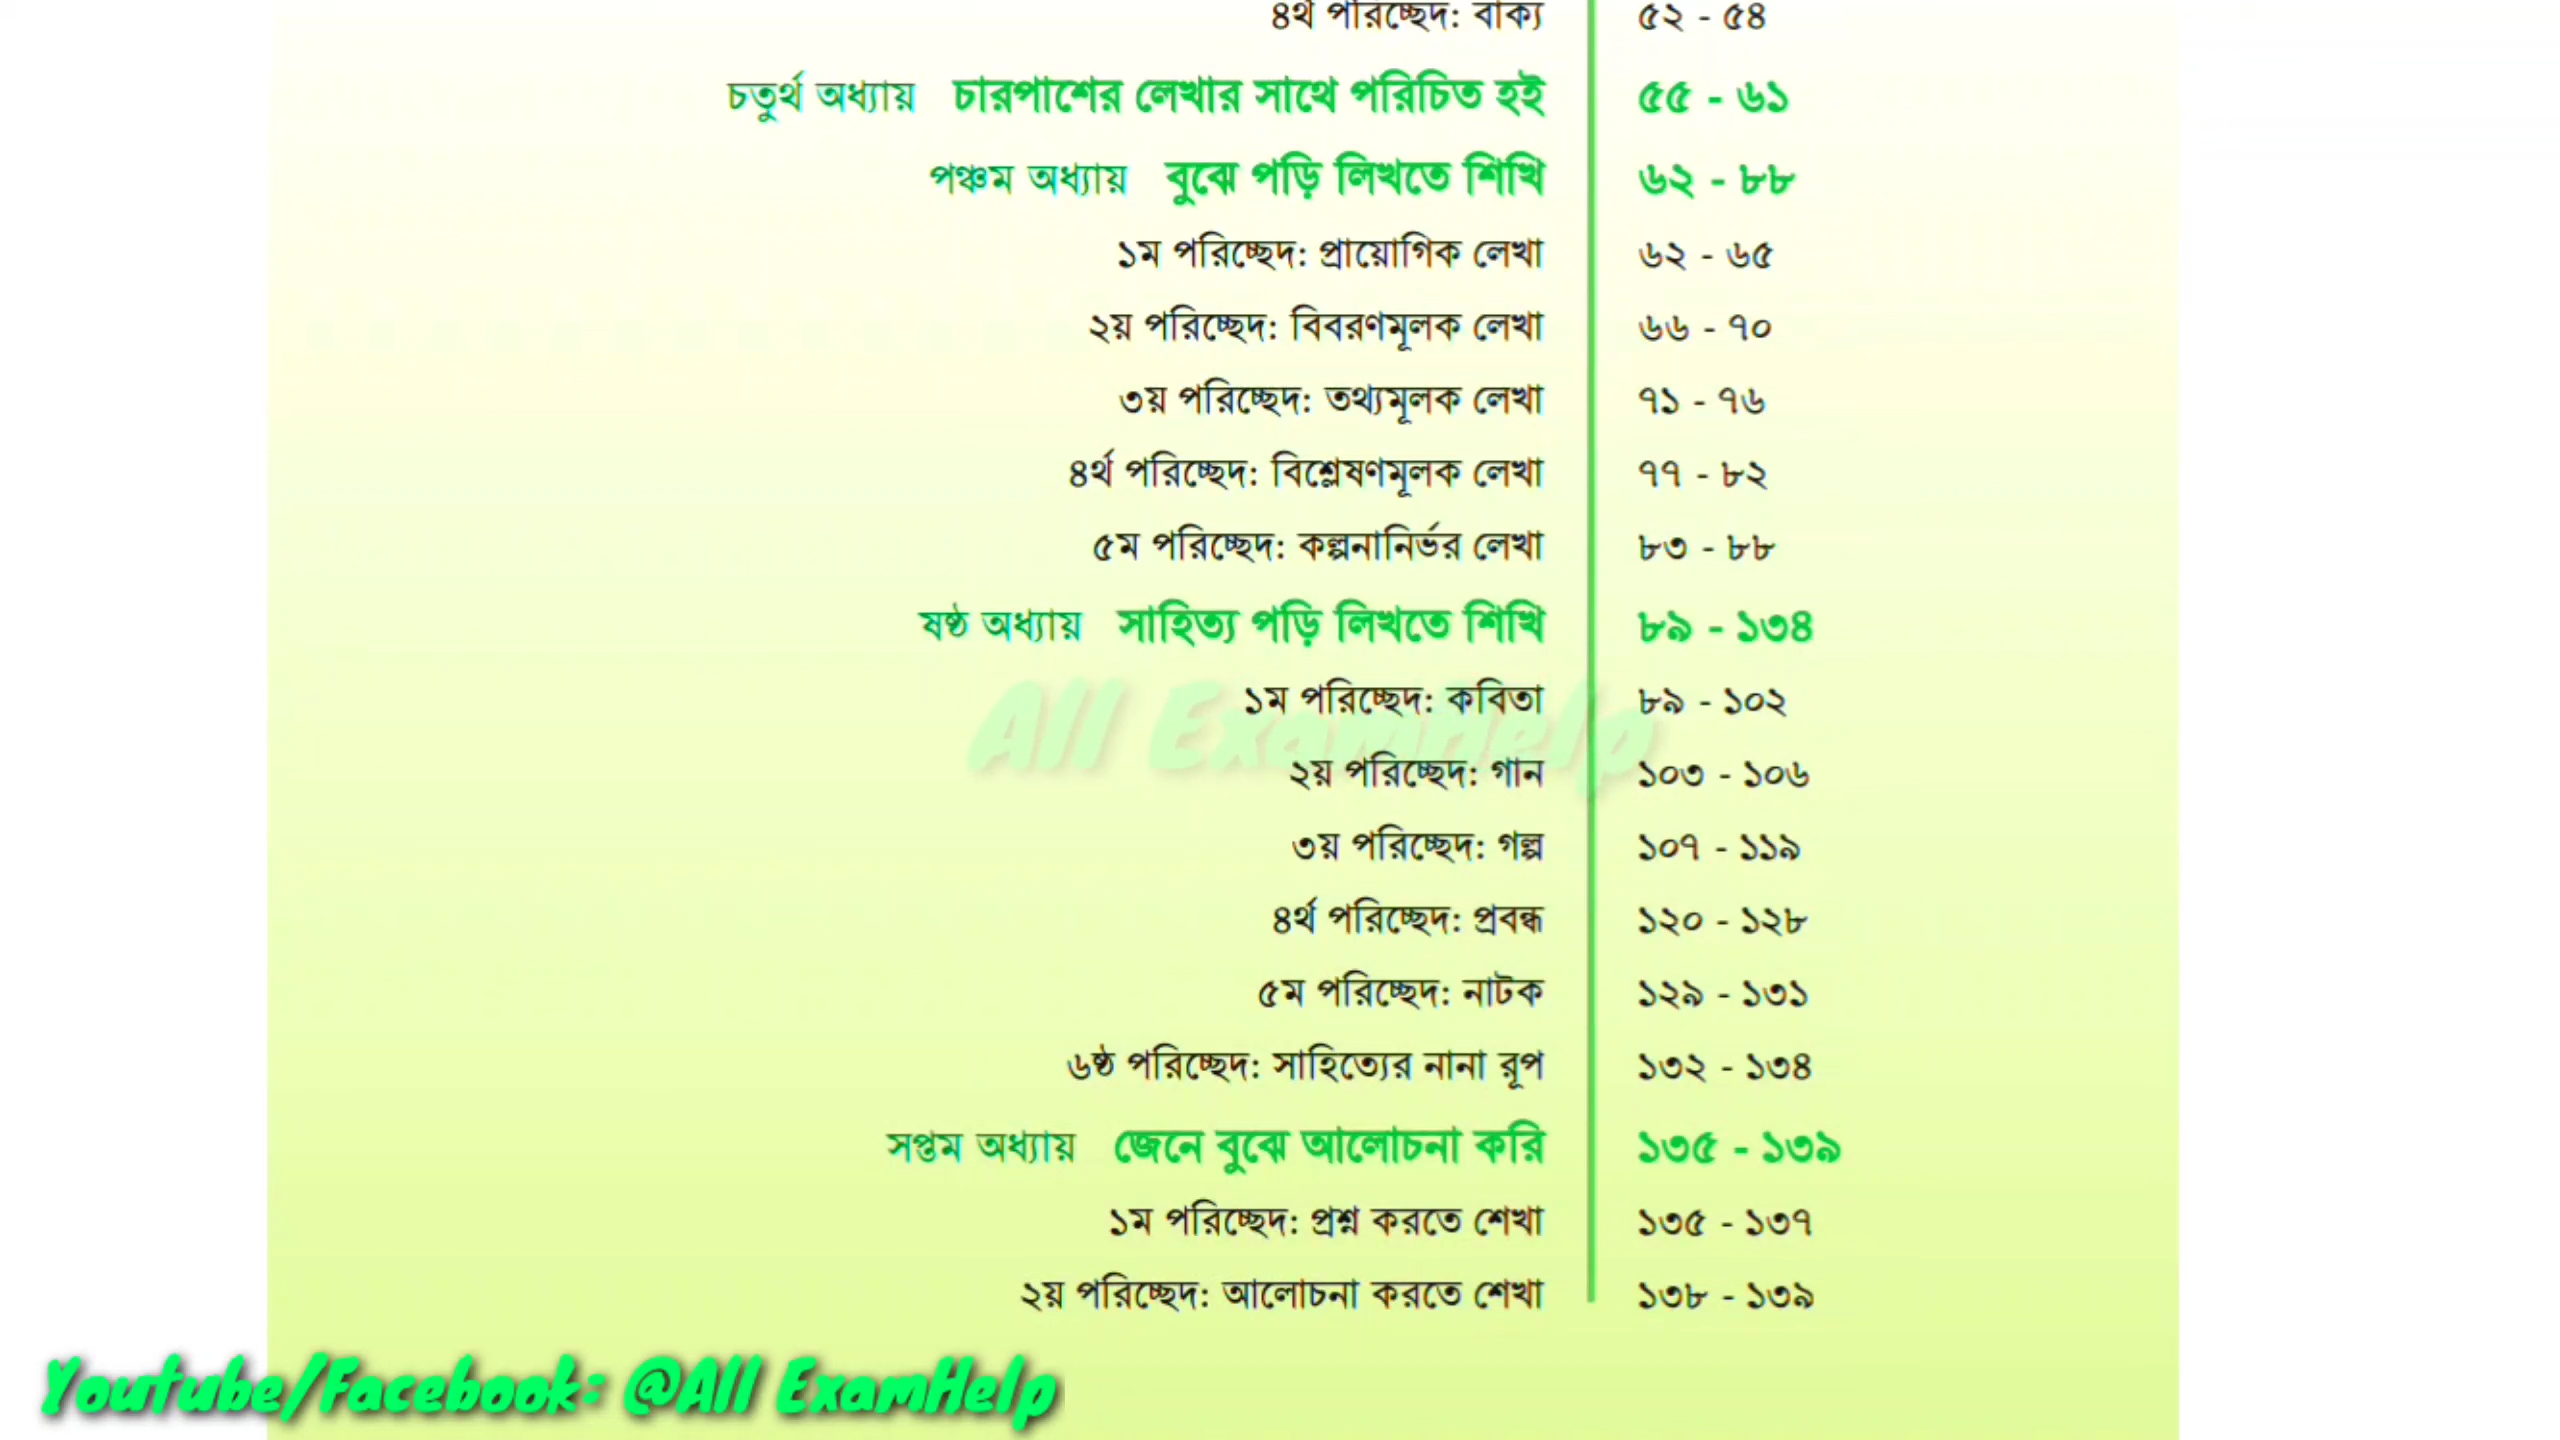 ৪র্থ পরিচ্ছেদ: বাক্য ৫২ - ৫৪
চতুর্থ অধ্যায় চারপাশের লেখার সাথে পরিচিত হই ৫৫ - ৬১
পঞ্চম অধ্যায় বুঝে পড়ি লিখতে শিখি ৬২ - ৮৮
১ম পরিচ্ছেদ: প্রায়োগিক লেখা ৬২ - ৬৫
২য় পরিচ্ছেদ: বিবরণমূলক লেখা ৬৬ - ৭০
৩য় পরিচ্ছেদ: তথ্যমূলক লেখা ৭১ - ৭৬
৪র্থ পরিচ্ছেদ: বিশ্লেষণমূলক লেখা ৭৭ - ৮২
৫ম পরিচ্ছেদ: কল্পনানির্ভর লেখা ৮৩ - ৮৮
ষষ্ঠ অধ্যায় সাহিত্য পড়ি লিখতে শিখি ৮৯ - ১৩৪
১ম পরিচ্ছেদ: কবিতা ৮৯ - ১০২
All ExamHelp
২য় পরিচ্ছেদ: গান ১০৩ - ১০৬
৩য় পরিচ্ছেদ: গল্প ১০৭ - ১১৯
৪র্থ পরিচ্ছেদ: প্রবন্ধ ১২০ - ১২৮
৫ম পরিচ্ছেদ: নাটক ১২৯ - ১৩১
৬ষ্ঠ পরিচ্ছেদ: সাহিত্যের নানা রূপ ১৩২ - ১৩৪
সপ্তম অধ্যায় জেনে বুঝে আলোচনা করি ১৩৫ - ১৩৯
১ম পরিচ্ছেদ: প্রশ্ন করতে শেখা ১৩৫ - ১৩৭
২য় পরিচ্ছেদ: আলোচনা করতে শেখা ১৩৮ - ১৩৯
Youtube/Facebook: @All ExamHelp